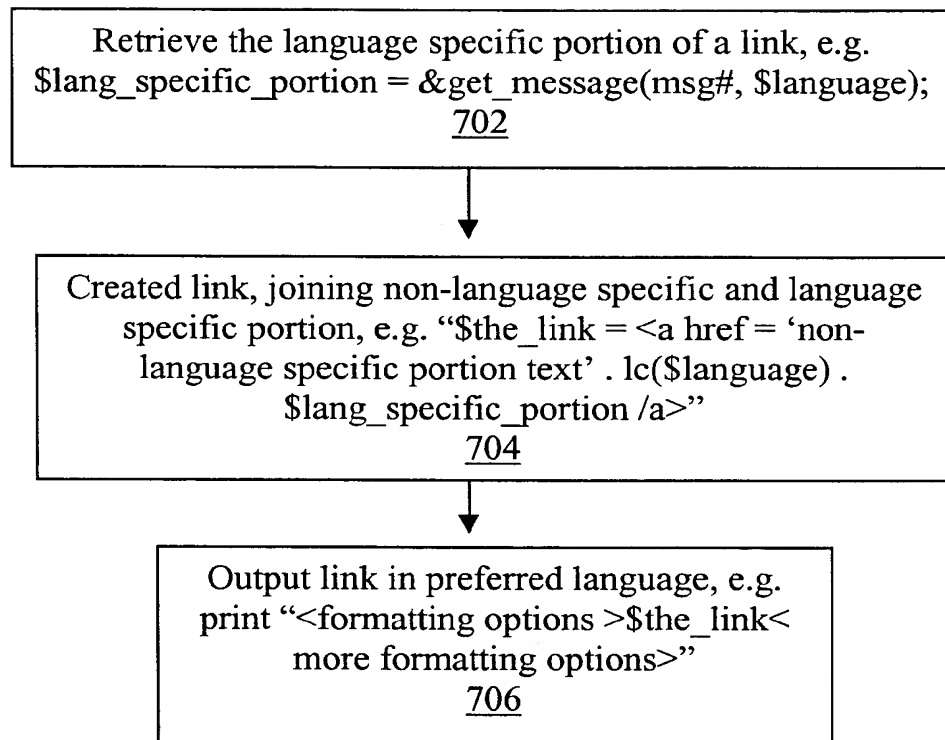 Retrieve the language specific portion of a link, e.g.
$lang_specific_portion = &get_message(msg#, $language);
702
Created link, joining non-language specific and language
specific portion, e.g. “$the_link = <a href = ‘non-
language specific portion text’ . lc($language) .
$lang_specific_portion /a>”
704
Output link in preferred language, e.g.
print “<formatting options >$the_link<
more formatting options>”
706